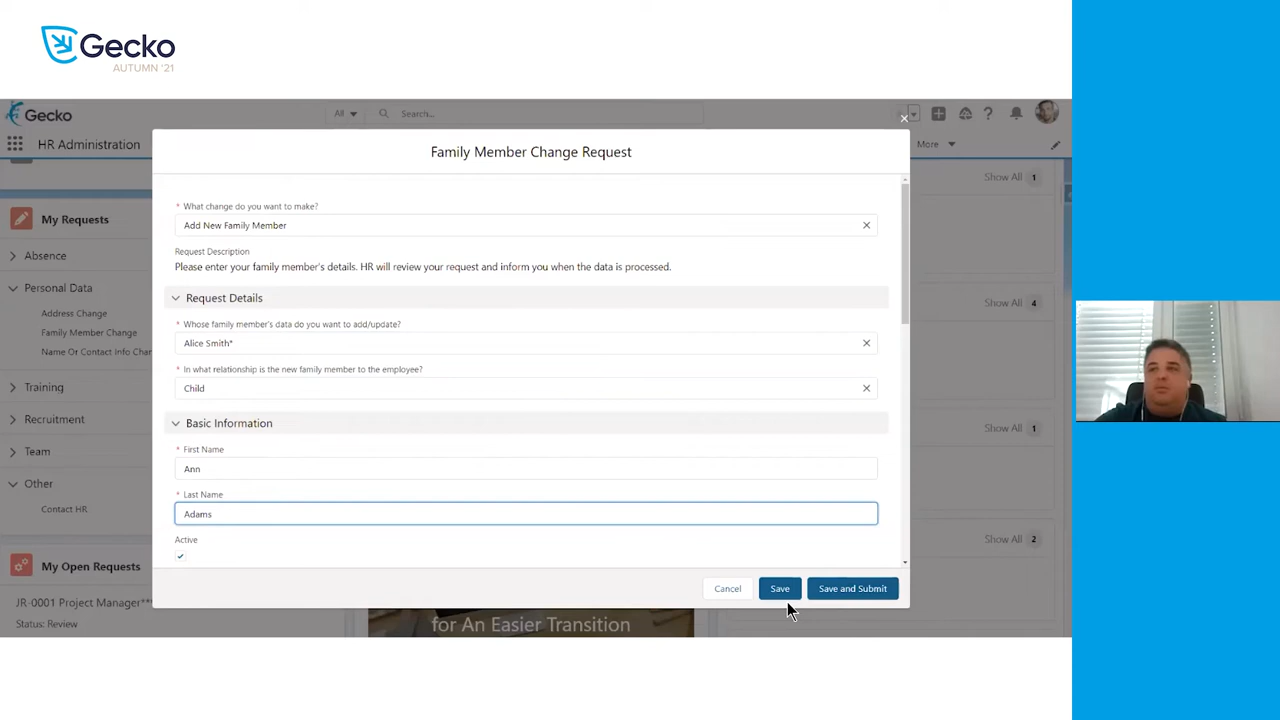 Gecko
AUTUMN '21
Gecko
All
Search...
HR Administration
More
Show All 1
My Requests
Absence
Personal Data
Address Change
Family Member Change
Name Or Contact Info Chan
Training
Recruitment
Team
Other
Contact HR
My Open Requests
JR-0001 Project Manager**
Status: Review
Family Member Change Request
* What change do you want to make?
Add New Family Member
Request Description
Please enter your family member's details. HR will review your request and inform you when the data is processed.
Request Details
* Whose family member's data do you want to add/update?
Alice Smith*
* In what relationship is the new family member to the employee?
Child
Basic Information
* First Name
Ann
* Last Name
Adams
Active
Cancel
Save
Save and Submit
for An Easier Transition
Show All 4
Show All 1
Show All 2